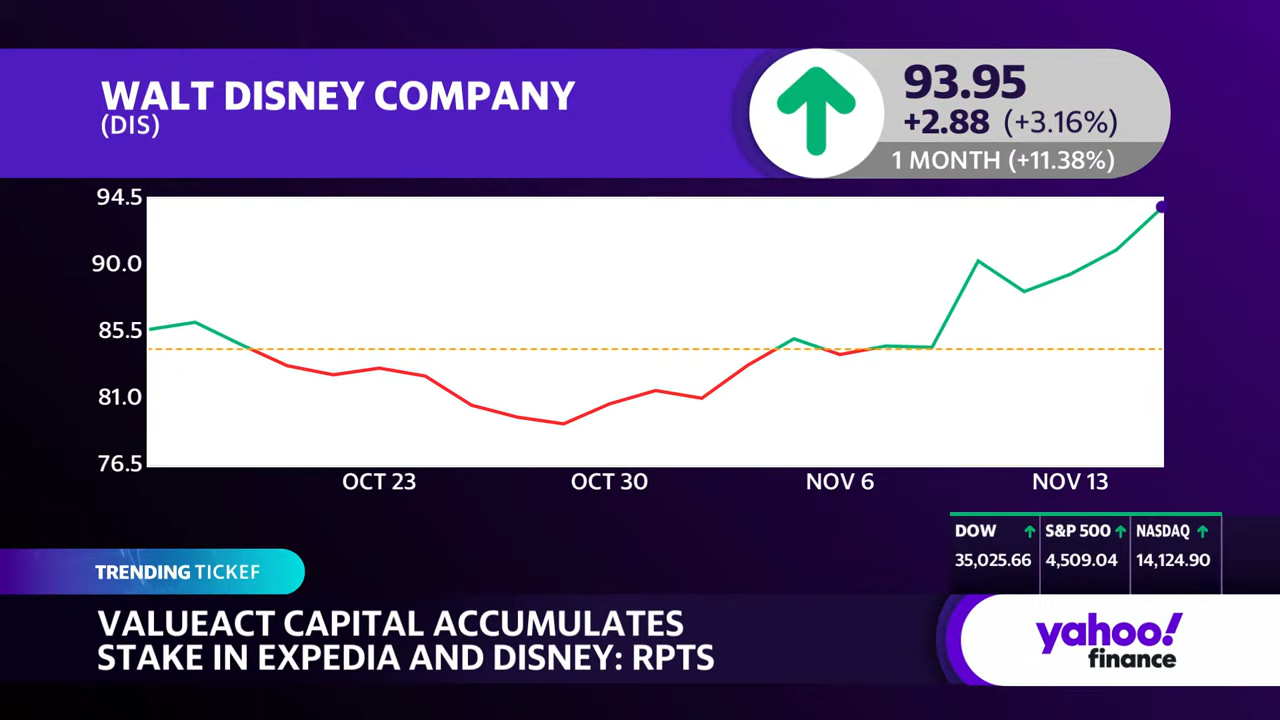 WALT DISNEY COMPANY
(DIS)
93.95
+2.88 (+3.16%)
1 MONTH (+11.38%)
94.5
90.0
85.5
81.0
76.5
OCT 23 OCT 30 NOV 6 NOV 13
DOW S&P 500 NASDAQ
35,025.66 4,509.04 14,124.90
TRENDING TICKEF
VALUEACT CAPITAL ACCUMULATES
STAKE IN EXPEDIA AND DISNEY: RPTS
yahoo!
finance